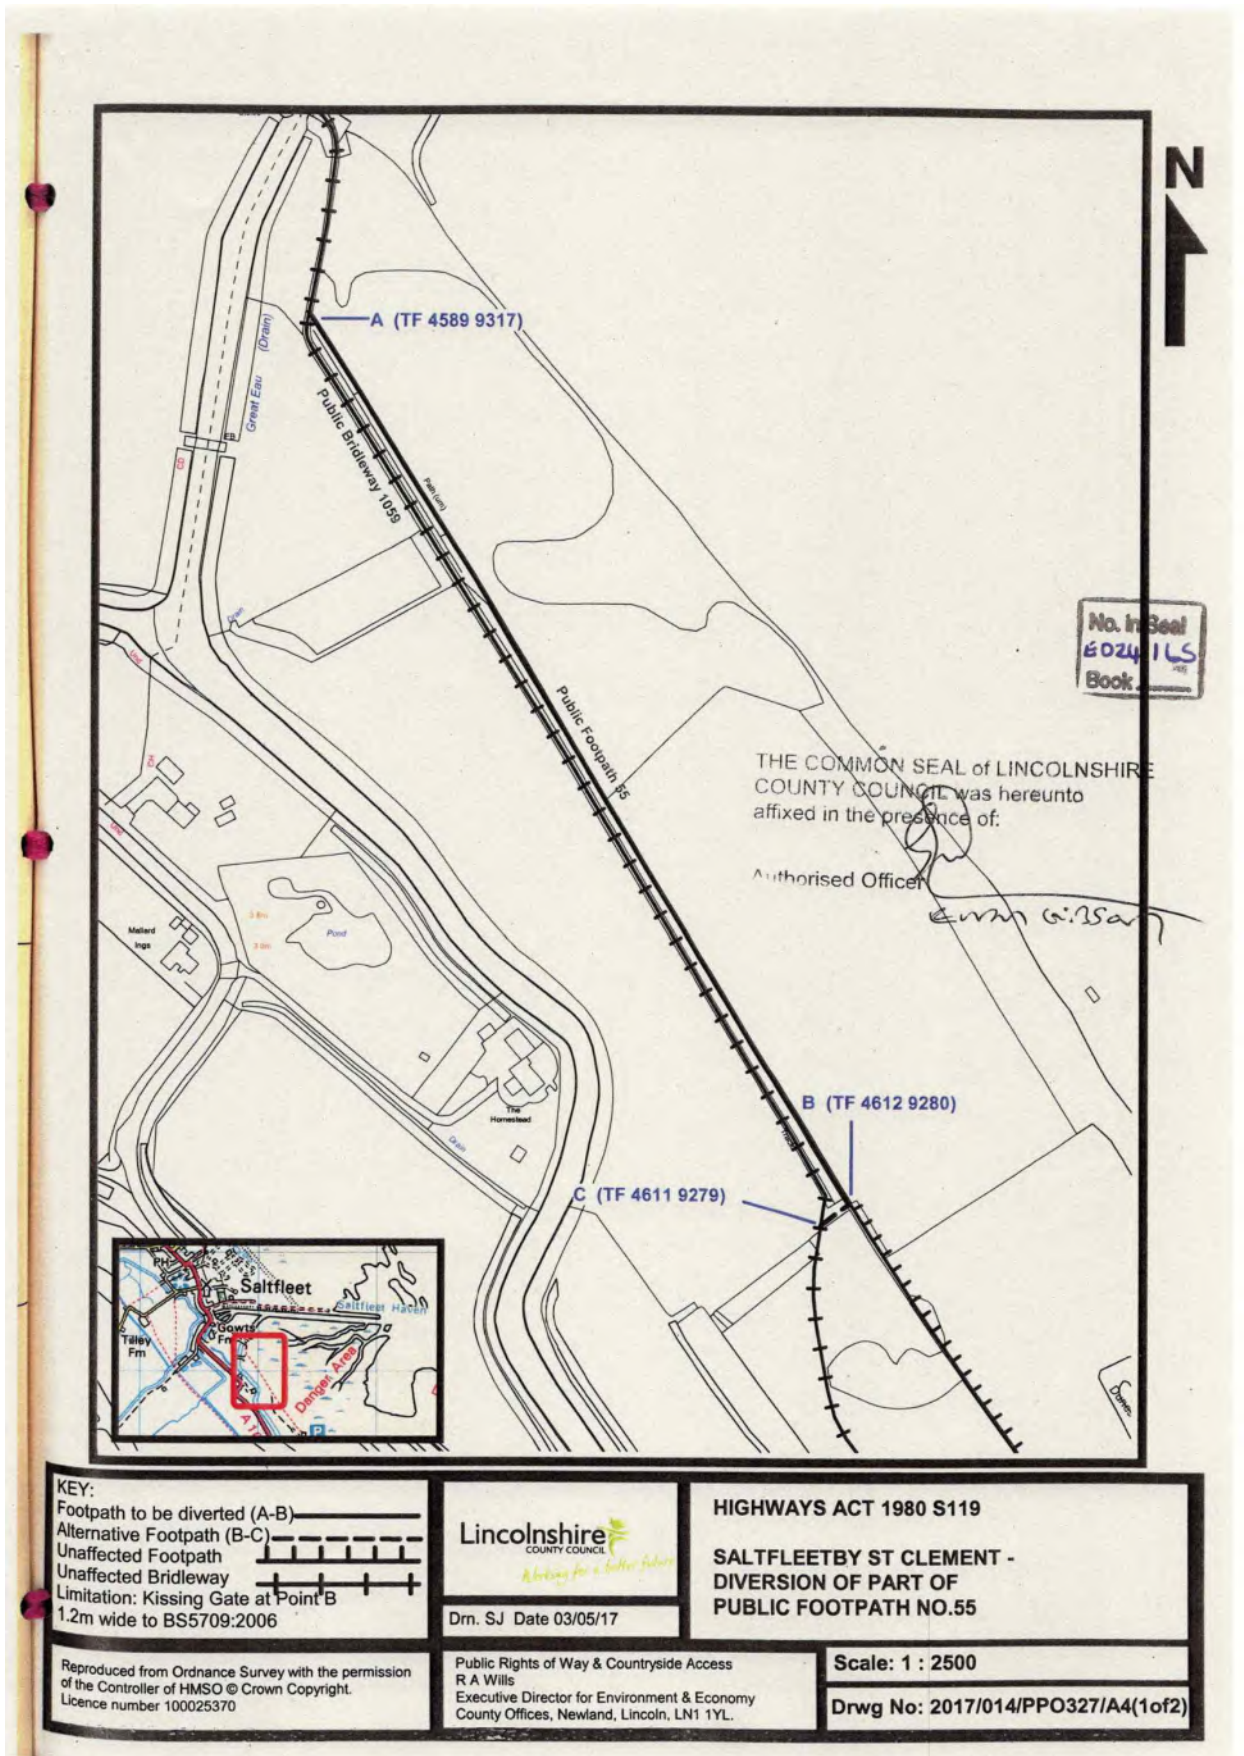 N
A (TF 4589 9317)
Great Eau (Drain)
FB
CD
Public Bridleway 1059
Path (um)
Drain
Und
No. in Seal
E024 165
Book
Public Footpath 55
THE COMMON SEAL of LINCOLNSHIRE
COUNTY COUNCIL was hereunto
affixed in the presence of:
Authorised Officer
Und
Mallard
Ings
Pond
The
Homestead
Drain
B (TF 4612 9280)
Track
C (TF 4611 9279)
PH
Saltfleet
Saltfleet Haven
Gowts
Fm
Tilley
Fm
Danger Area
P
KEY:
Footpath to be diverted (A-B)
Alternative Footpath (B-C)
Unaffected Footpath
Unaffected Bridleway
Limitation: Kissing Gate at Point B
1.2m wide to BS5709:2006
Lincolnshire
COUNTY COUNCIL
Working for a better future
Drn. SJ Date 03/05/17
HIGHWAYS ACT 1980 S119
SALTFLEETBY ST CLEMENT -
DIVERSION OF PART OF
PUBLIC FOOTPATH NO.55
Reproduced from Ordnance Survey with the permission
of the Controller of HMSO © Crown Copyright.
Licence number 100025370
Public Rights of Way & Countryside Access
R A Wills
Executive Director for Environment & Economy
County Offices, Newland, Lincoln, LN1 1YL.
Scale: 1 : 2500
Drwg No: 2017/014/PPO327/A4(1of2)